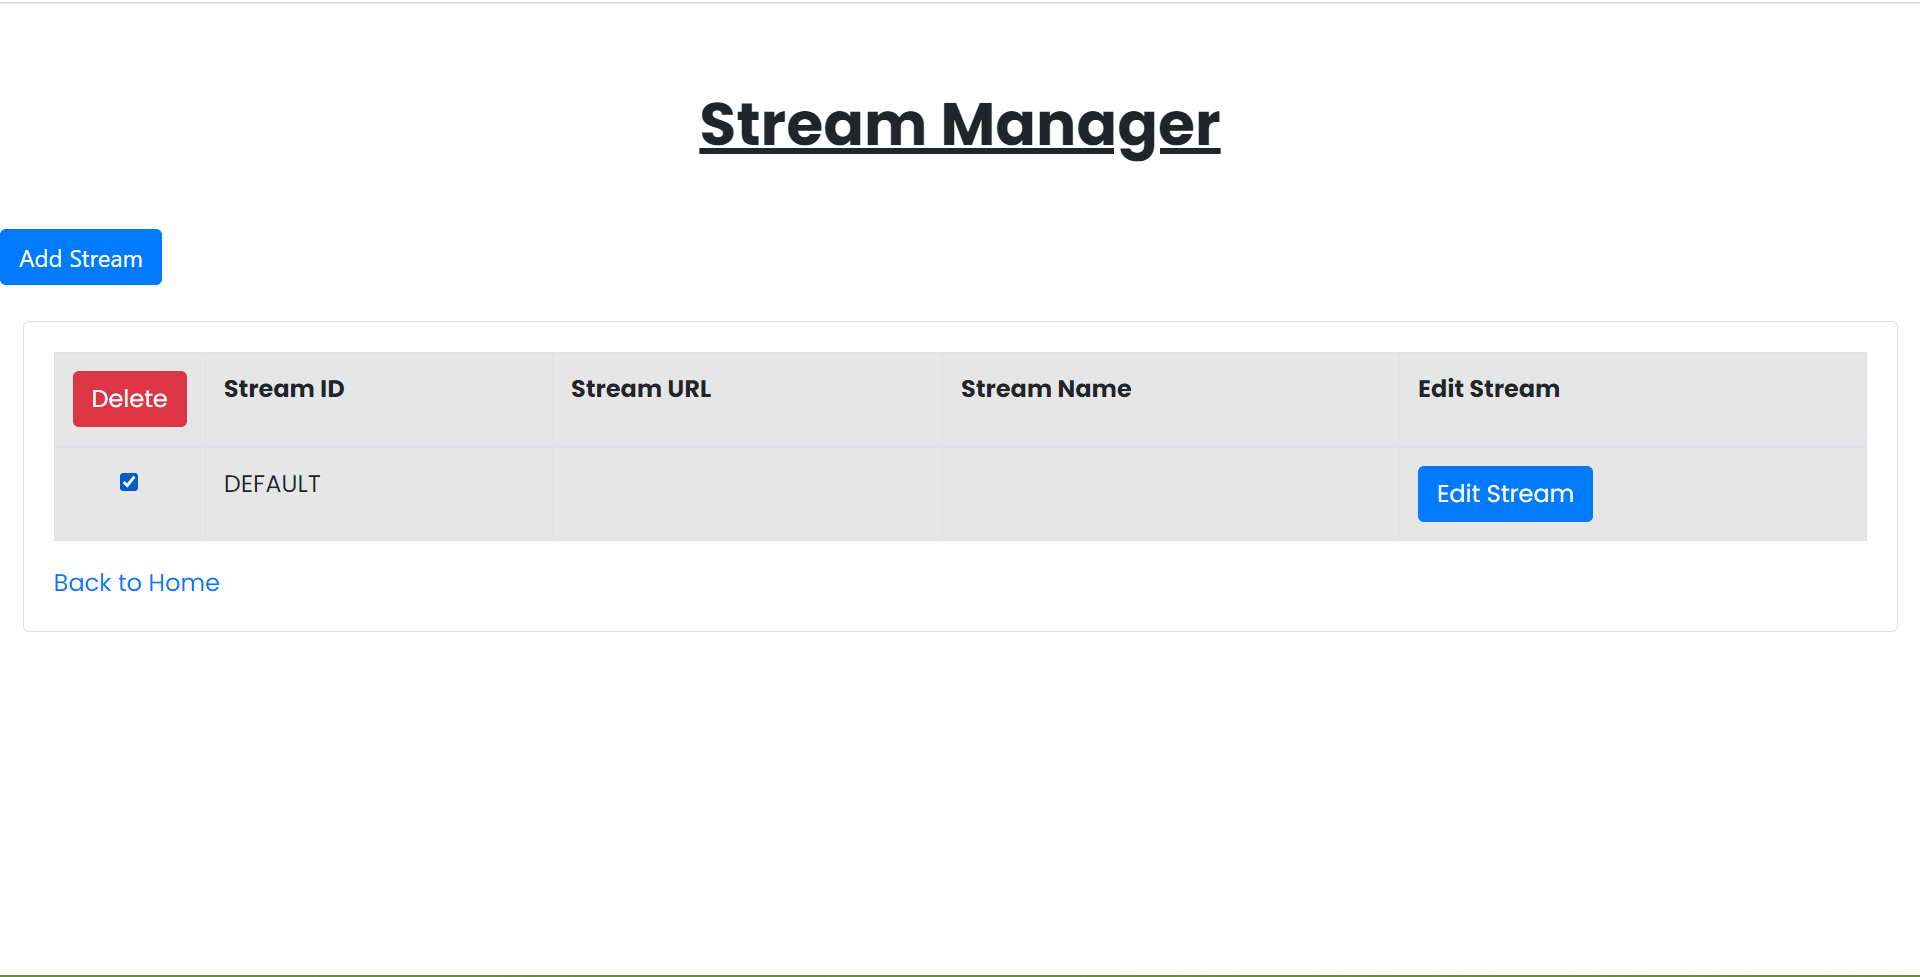 Stream Manager
Add Stream
Delete Stream ID Stream URL Stream Name Edit Stream
DEFAULT Edit Stream
Back to Home